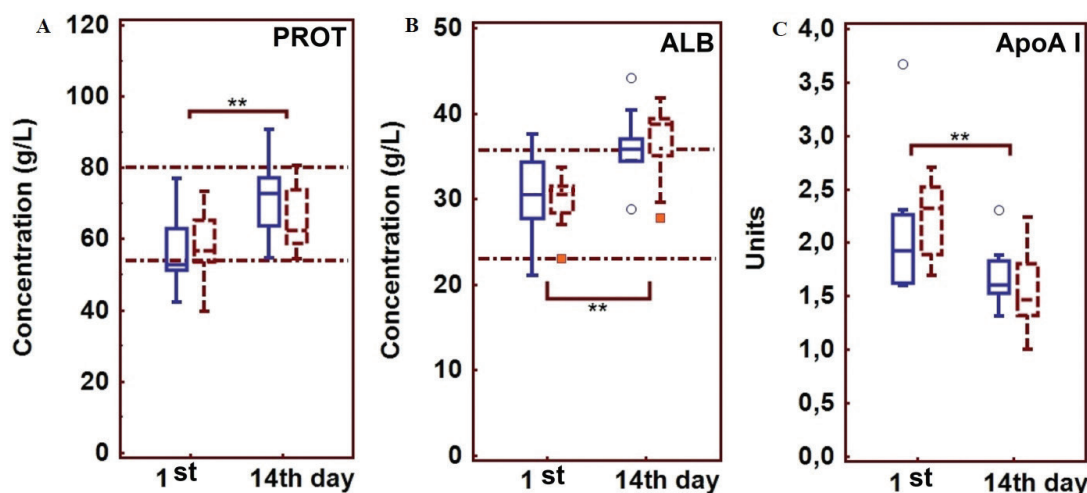 A
PROT
Concentration (g/L)
120
100
80
60
40
20
0
**
1 st 14th day
B
ALB
Concentration (g/L)
50
40
30
20
10
0
**
1 st 14th day
C
ApoA I
Units
4,0
3,5
3,0
2,5
2,0
1,5
1,0
0,5
0,0
**
1 st 14th day